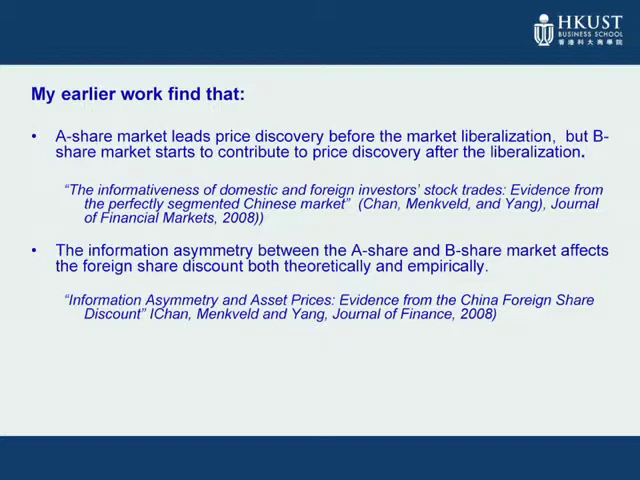 HKUST
BUSINESS SCHOOL
香港科大商學院
My earlier work find that:
• A-share market leads price discovery before the market liberalization, but B-
share market starts to contribute to price discovery after the liberalization.
“The informativeness of domestic and foreign investors’ stock trades: Evidence from
the perfectly segmented Chinese market” (Chan, Menkveld, and Yang), Journal
of Financial Markets, 2008))
• The information asymmetry between the A-share and B-share market affects
the foreign share discount both theoretically and empirically.
“Information Asymmetry and Asset Prices: Evidence from the China Foreign Share
Discount” IChan, Menkveld and Yang, Journal of Finance, 2008)